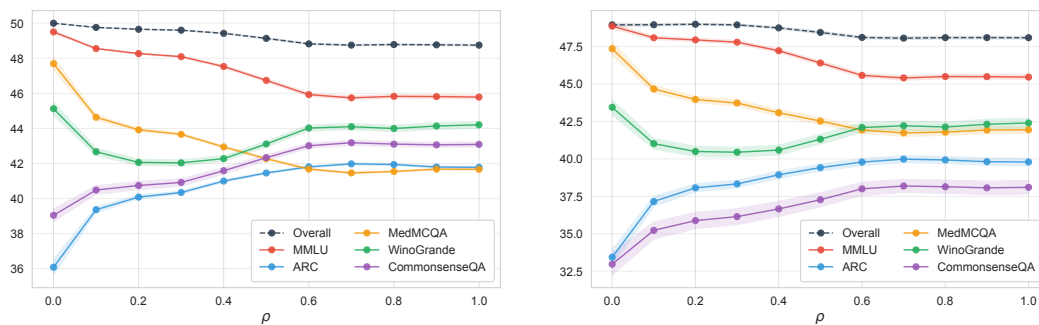 50
48
46
44
42
40
38
36
0.0 0.2 0.4 0.6 0.8 1.0
ρ
Overall MedMCQA
MMLU WinoGrande
ARC CommonsenseQA
47.5
45.0
42.5
40.0
37.5
35.0
32.5
0.0 0.2 0.4 0.6 0.8 1.0
ρ
Overall MedMCQA
MMLU WinoGrande
ARC CommonsenseQA